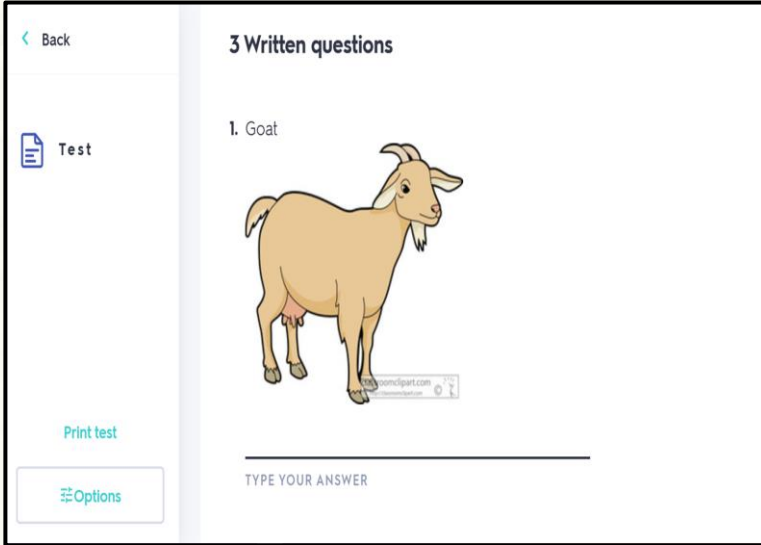 Back
3 Written questions
1. Goat
Test
Print test
TYPE YOUR ANSWER
Options